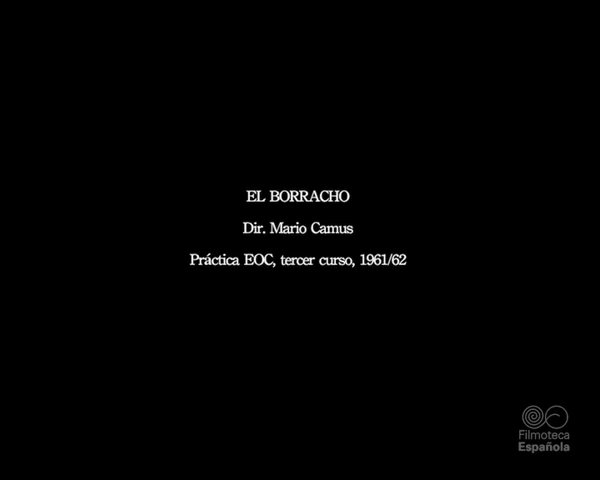 EL BORRACHO
Dir. Mario Camus
Práctica EOC, tercer curso, 1961/62
Filmoteca
Española